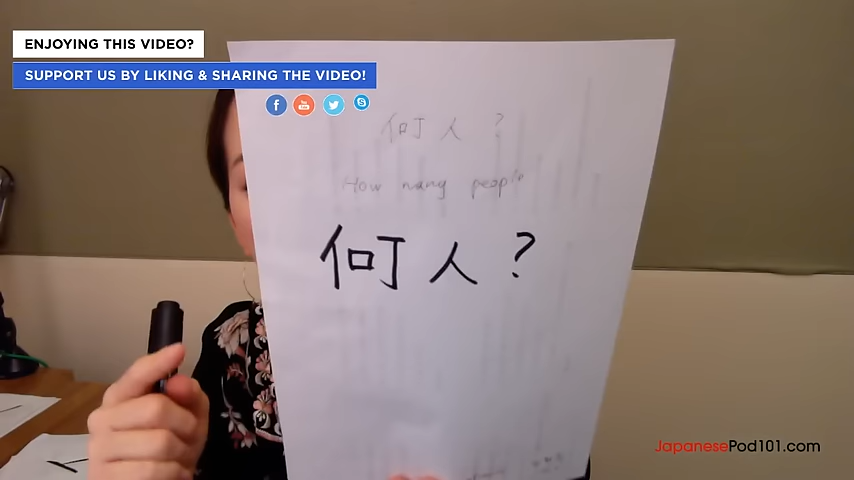 ENJOYING THIS VIDEO?
SUPPORT US BY LIKING & SHARING THE VIDEO!
何人 ?
How many people
何人?
JapanesePod101.com